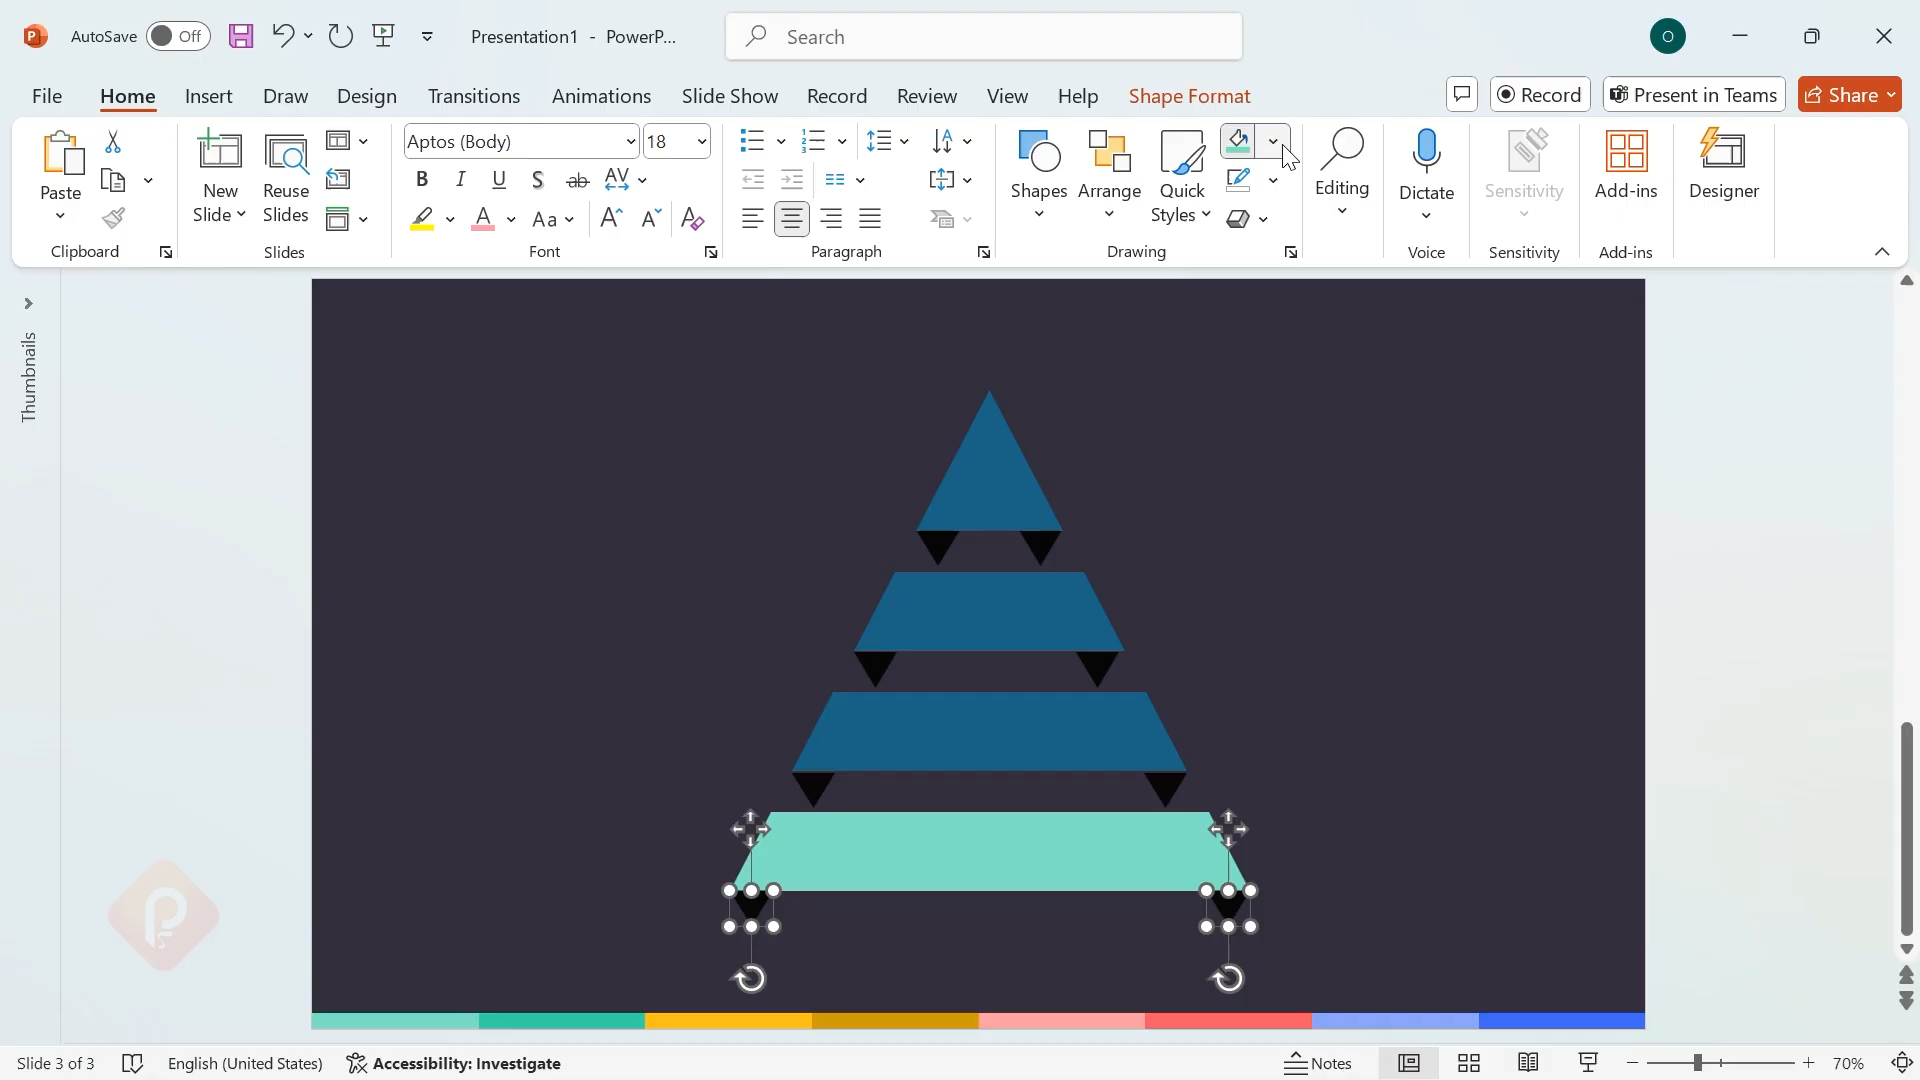 AutoSave Off Presentation1 - PowerP... Search O
File Home Insert Draw Design Transitions Animations Slide Show Record Review View Help Shape Format Record Present in Teams Share
Paste
Clipboard
New
Slide
Reuse
Slides
Slides
Aptos (Body) 18
B I U S ab AV
A Aa A A A
Font
Paragraph
Shapes
Arrange
Quick
Styles
Drawing
Editing
Dictate
Voice
Sensitivity
Sensitivity
Add-ins
Add-ins
Designer
Thumbnails
Slide 3 of 3 English (United States) Accessibility: Investigate Notes 70%